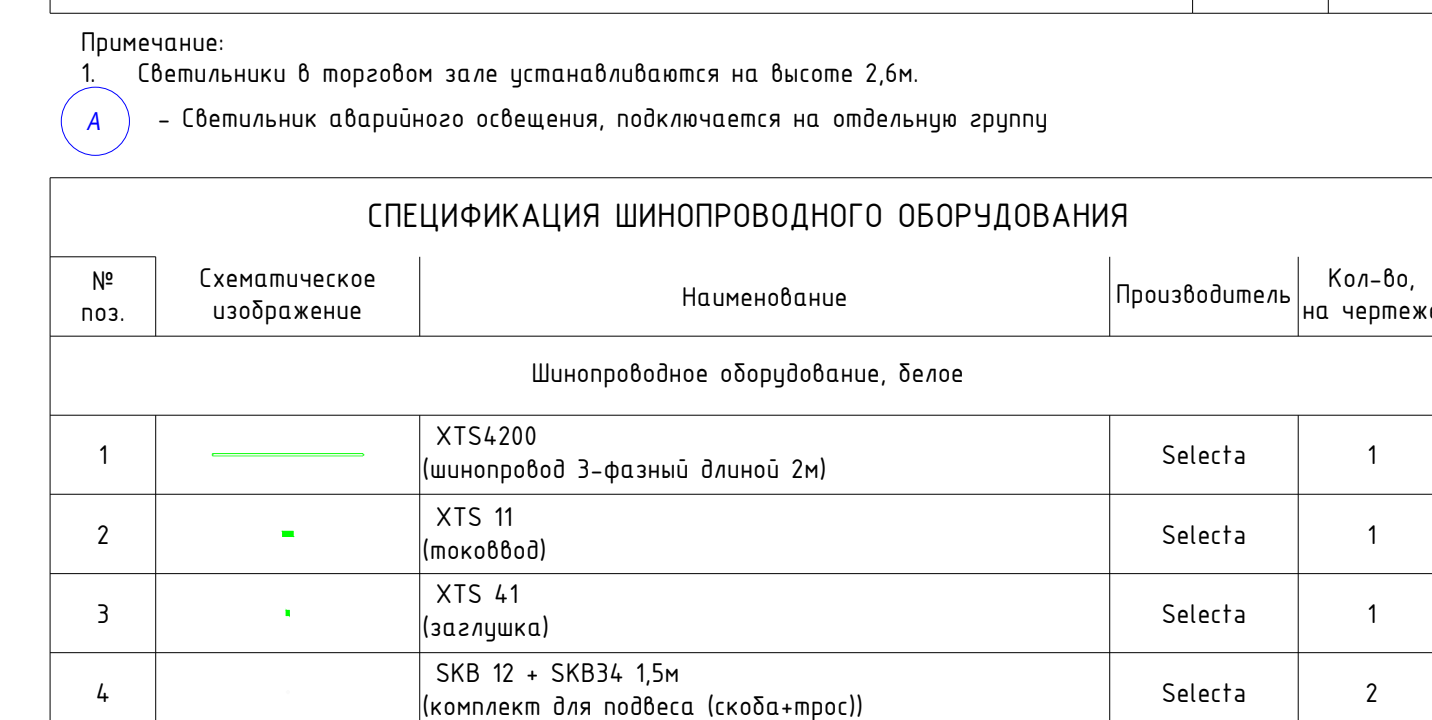 Примечание:
1. Светильники в торговом зале устанавливаются на высоте 2,6м.
А – Светильник аварийного освещения, подключается на отдельную группу
СПЕЦИФИКАЦИЯ ШИНОПРОВОДНОГО ОБОРУДОВАНИЯ
№
поз.
Схематическое
изображение
Наименование
Производитель
Кол-во,
на чертеже
Шинопроводное оборудование, белое
1
XTS4200
(шинопровод 3-фазный длиной 2м)
Selecta
1
2
XTS 11
(токоввод)
Selecta
1
3
XTS 41
(заглушка)
Selecta
1
4
SKB 12 + SKB34 1,5м
(комплект для подвеса (скоба+трос))
Selecta
2